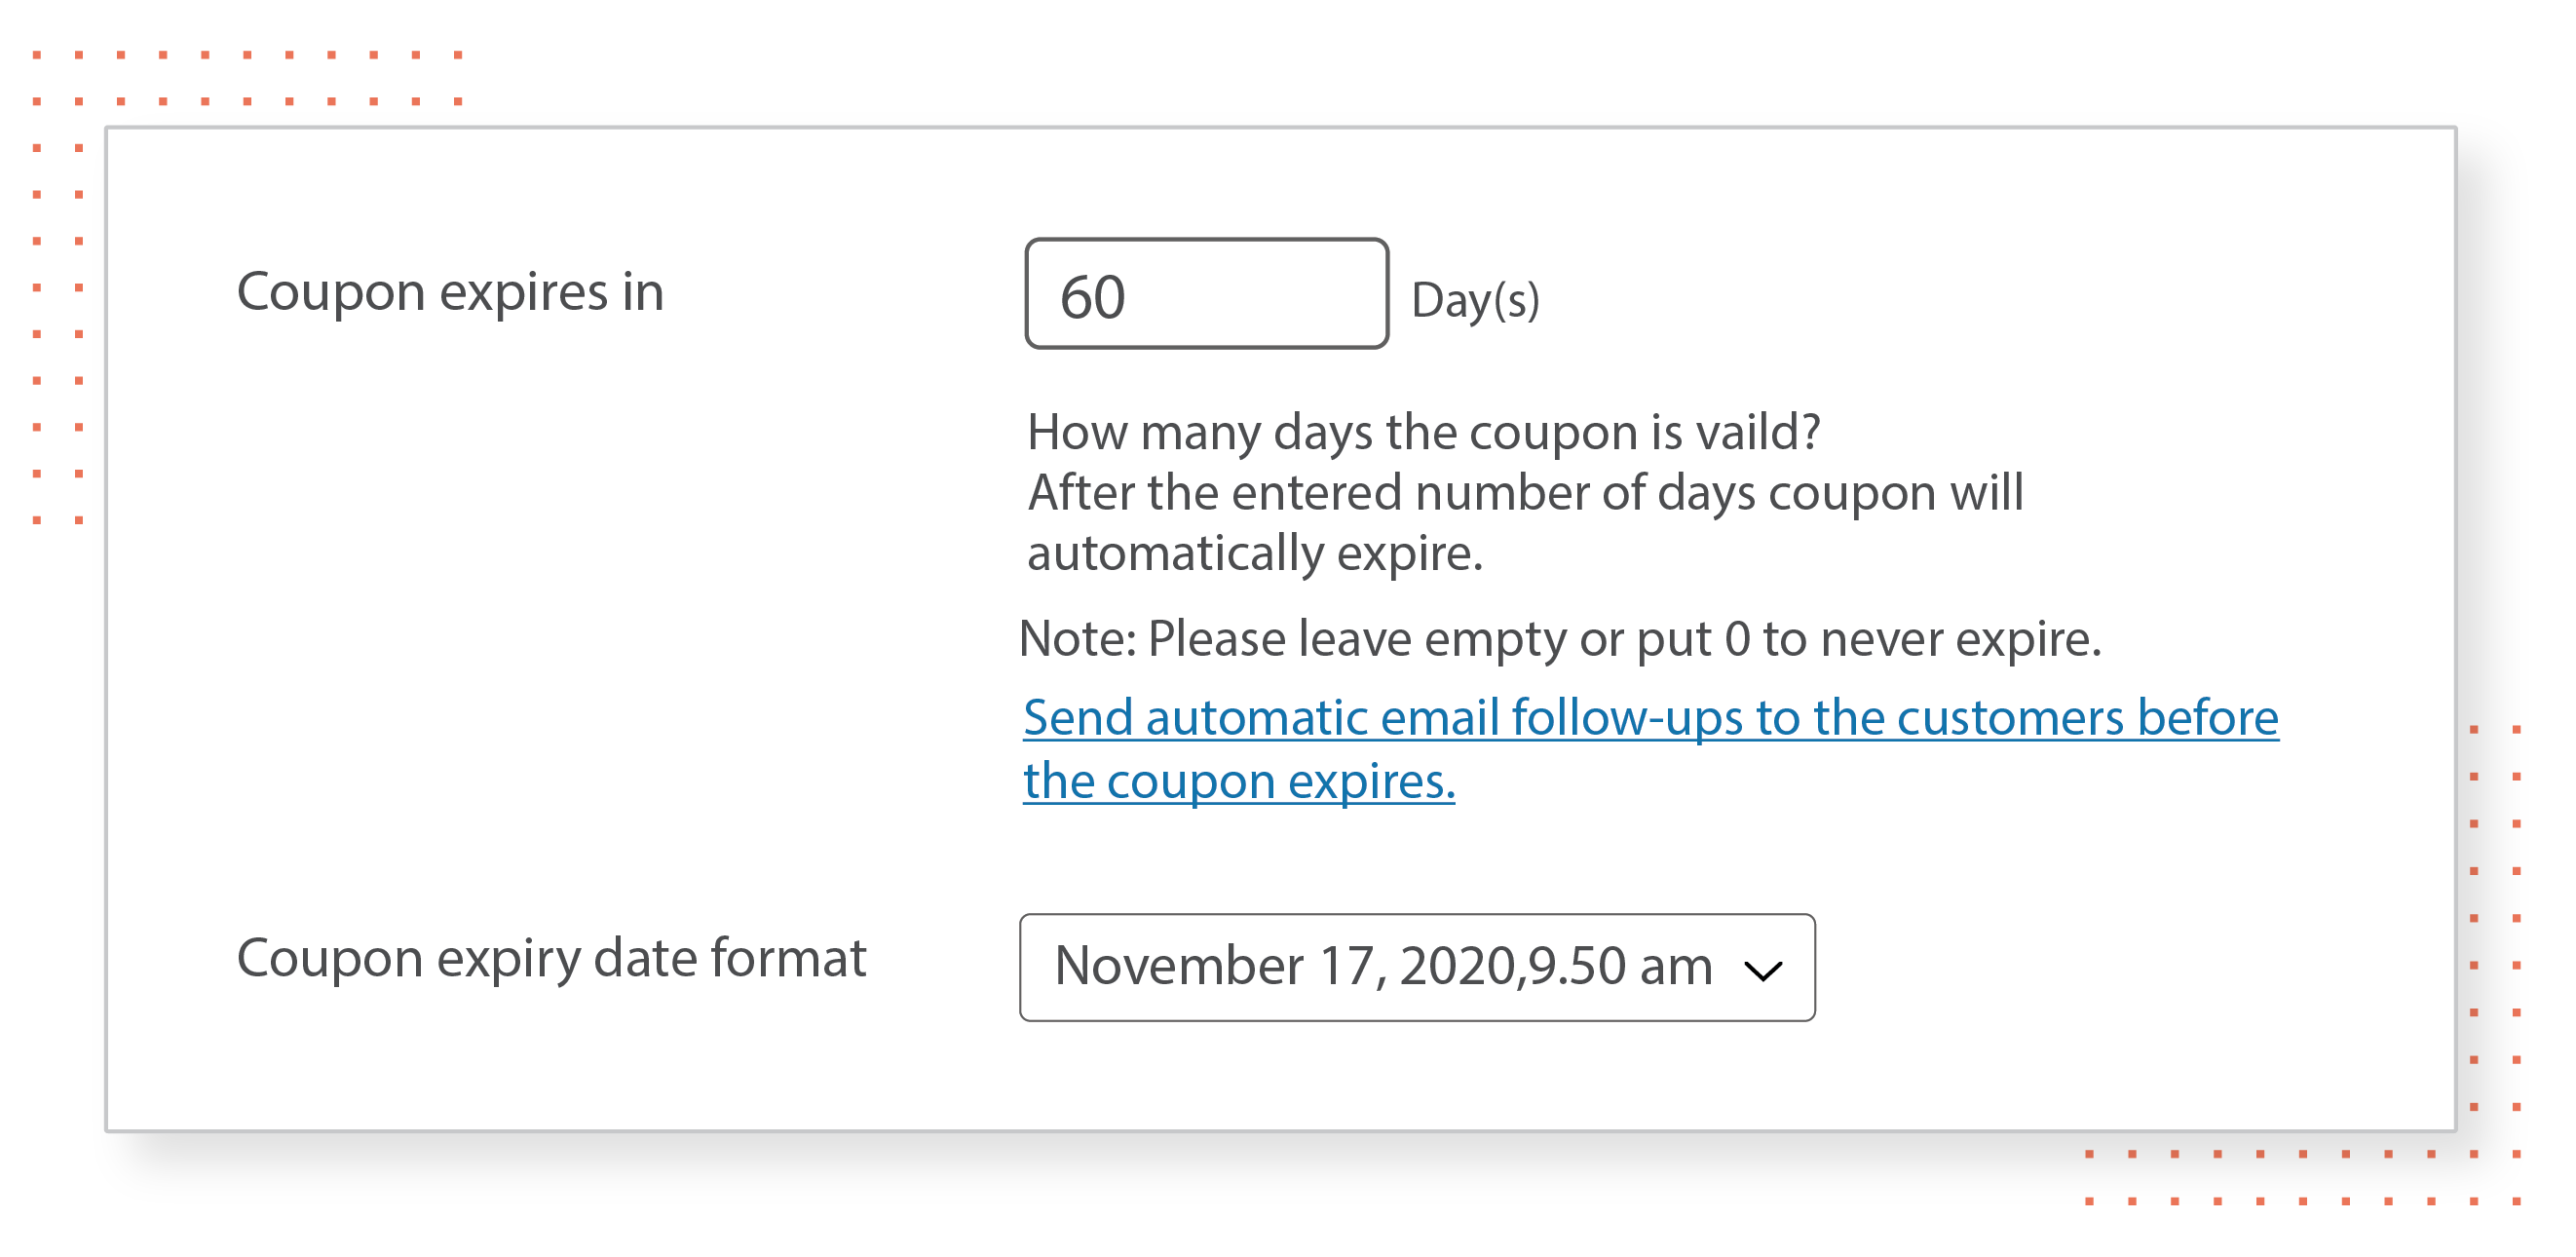 Coupon expires in
60
Day(s)
How many days the coupon is vaild?
After the entered number of days coupon will
automatically expire.
Note: Please leave empty or put 0 to never expire.
Send automatic email follow-ups to the customers before
the coupon expires.
Coupon expiry date format
November 17, 2020,9.50 am